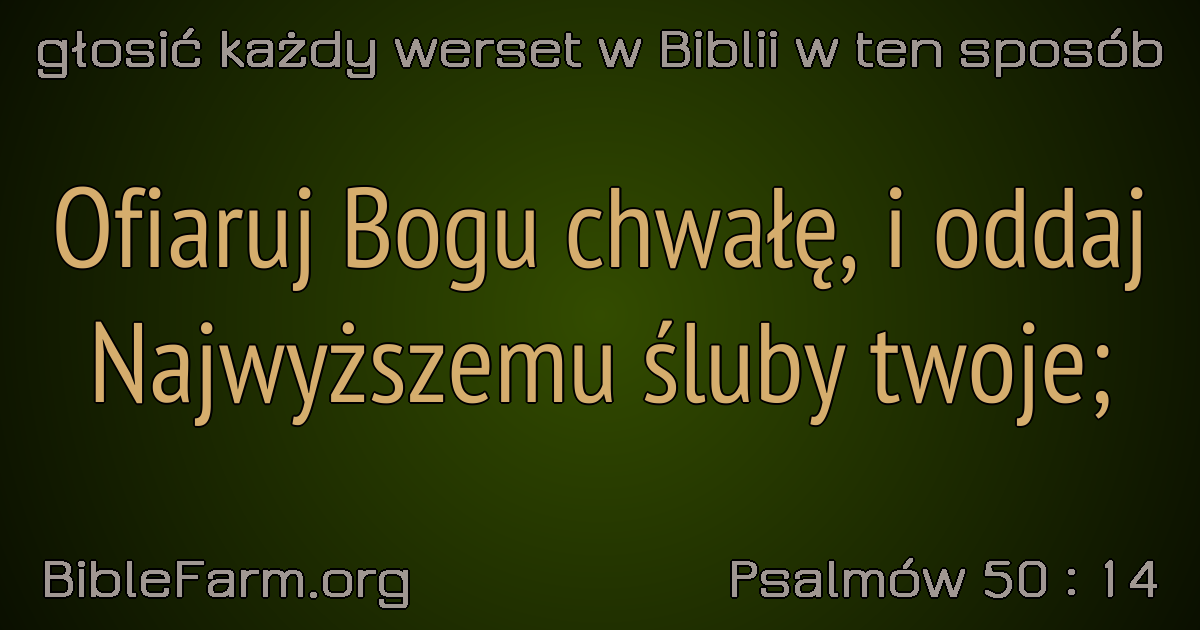 głosić każdy werset w Biblii w ten sposób
Ofiaruj Bogu chwałę, i oddaj
Najwyższemu śluby twoje;
BibleFarm.org
Psalmów 50 : 14